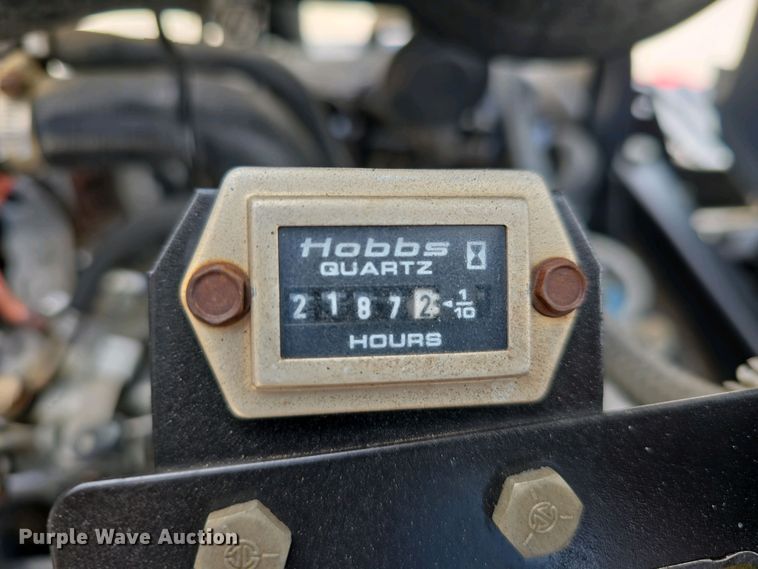 Hobbs
QUARTZ
2 1 8 7 2 1/10
HOURS
Purple Wave Auction